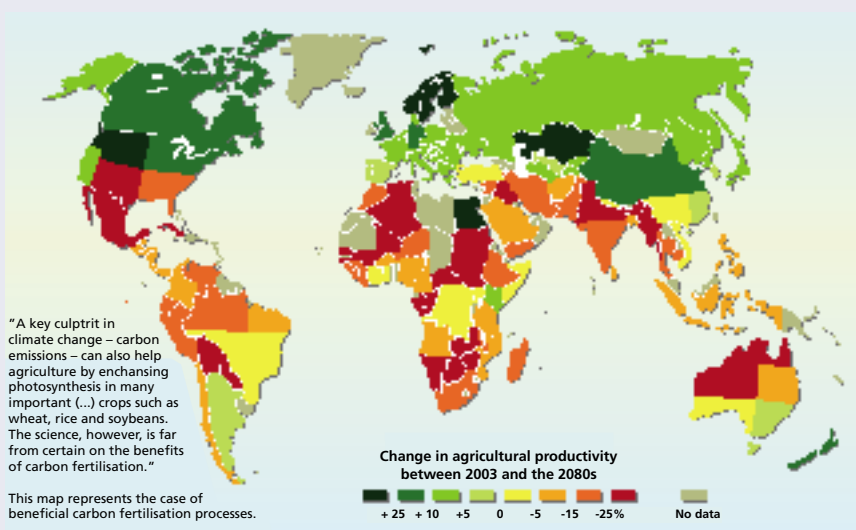 “A key culptrit in
climate change – carbon
emissions – can also help
agriculture by enchansing
photosynthesis in many
important (...) crops such as
wheat, rice and soybeans.
The science, however, is far
from certain on the benefits
of carbon fertilisation.”
This map represents the case of
beneficial carbon fertilisation processes.
Change in agricultural productivity
between 2003 and the 2080s
+ 25 + 10 +5 0 -5 -15 -25% No data